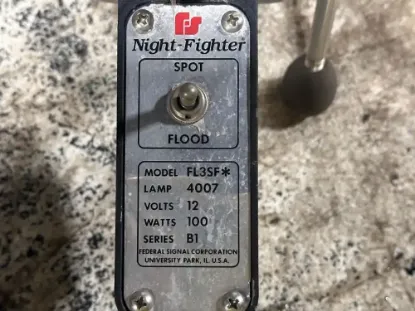 FS
Night-Fighter
SPOT
FLOOD
MODEL FL3SF*
LAMP 4007
VOLTS 12
WATTS 100
SERIES B1
FEDERAL SIGNAL CORPORATION
UNIVERSITY PARK, IL. U.S.A.